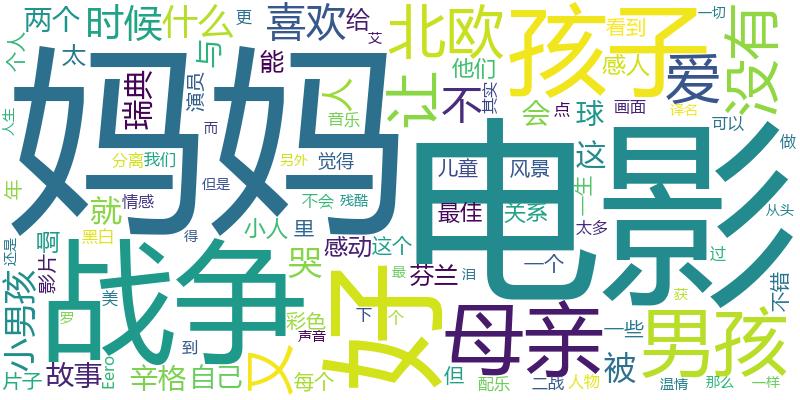 两个
时候
什么
与
喜欢
更
给
艾
北欧
孩子
看到
一切
没有
个人
太
能
他们
感人
爱
瑞典
演员
人
让
不
其实
会
点
球
画面
译名
可以
做
人生
而
音乐
妈妈
电影
分离
我们
另外
觉得
儿童
风景
这
一生
年
就
情感
但是
不会
残酷
最佳
关系
太多
从头
还是
影片
啊
黑白
得
小人
里
感动
这个
哭
芬兰
最
泪
一个
过
不错
小男孩
战争
好
母亲
男孩
获
美
罗
到
彩色
声音
下
个
一些
被
片子
故事
Eero
辛格
自己
又
每个
但
配乐
二战
人物
温情
那么
一样